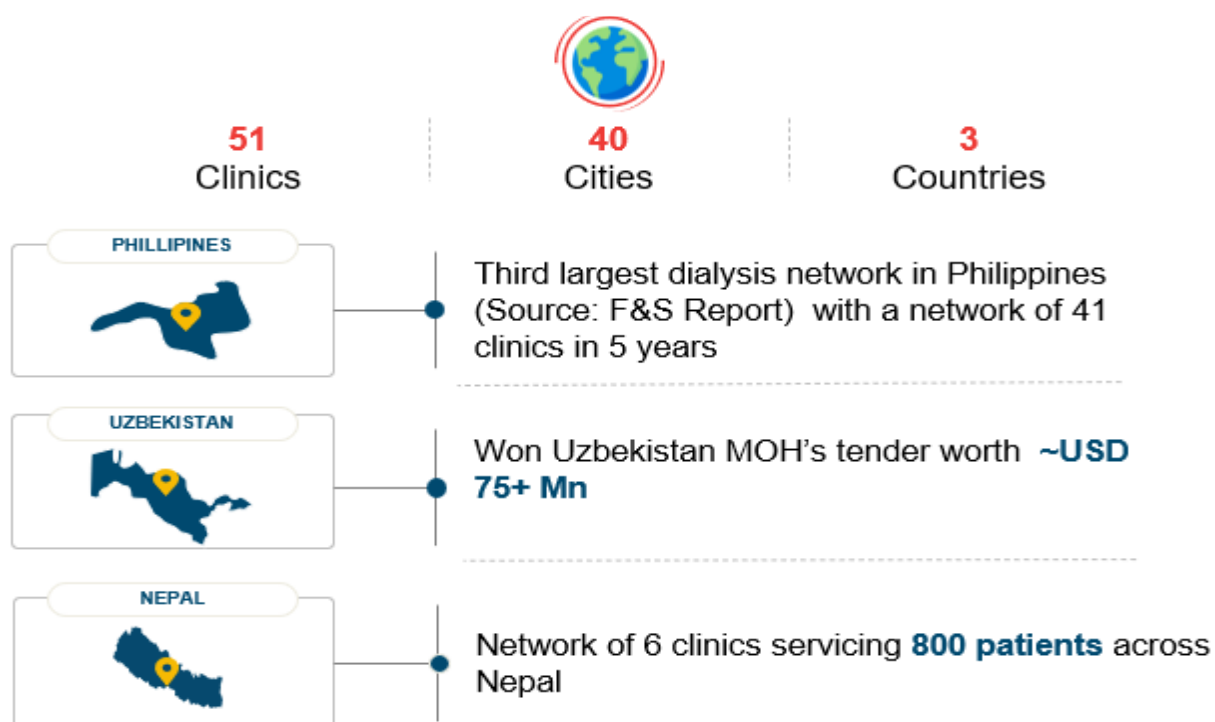 51
Clinics
40
Cities
3
Countries
PHILLIPINES
Third largest dialysis network in Philippines
(Source: F&S Report) with a network of 41
clinics in 5 years
UZBEKISTAN
Won Uzbekistan MOH’s tender worth ~USD
75+ Mn
NEPAL
Network of 6 clinics servicing 800 patients across
Nepal